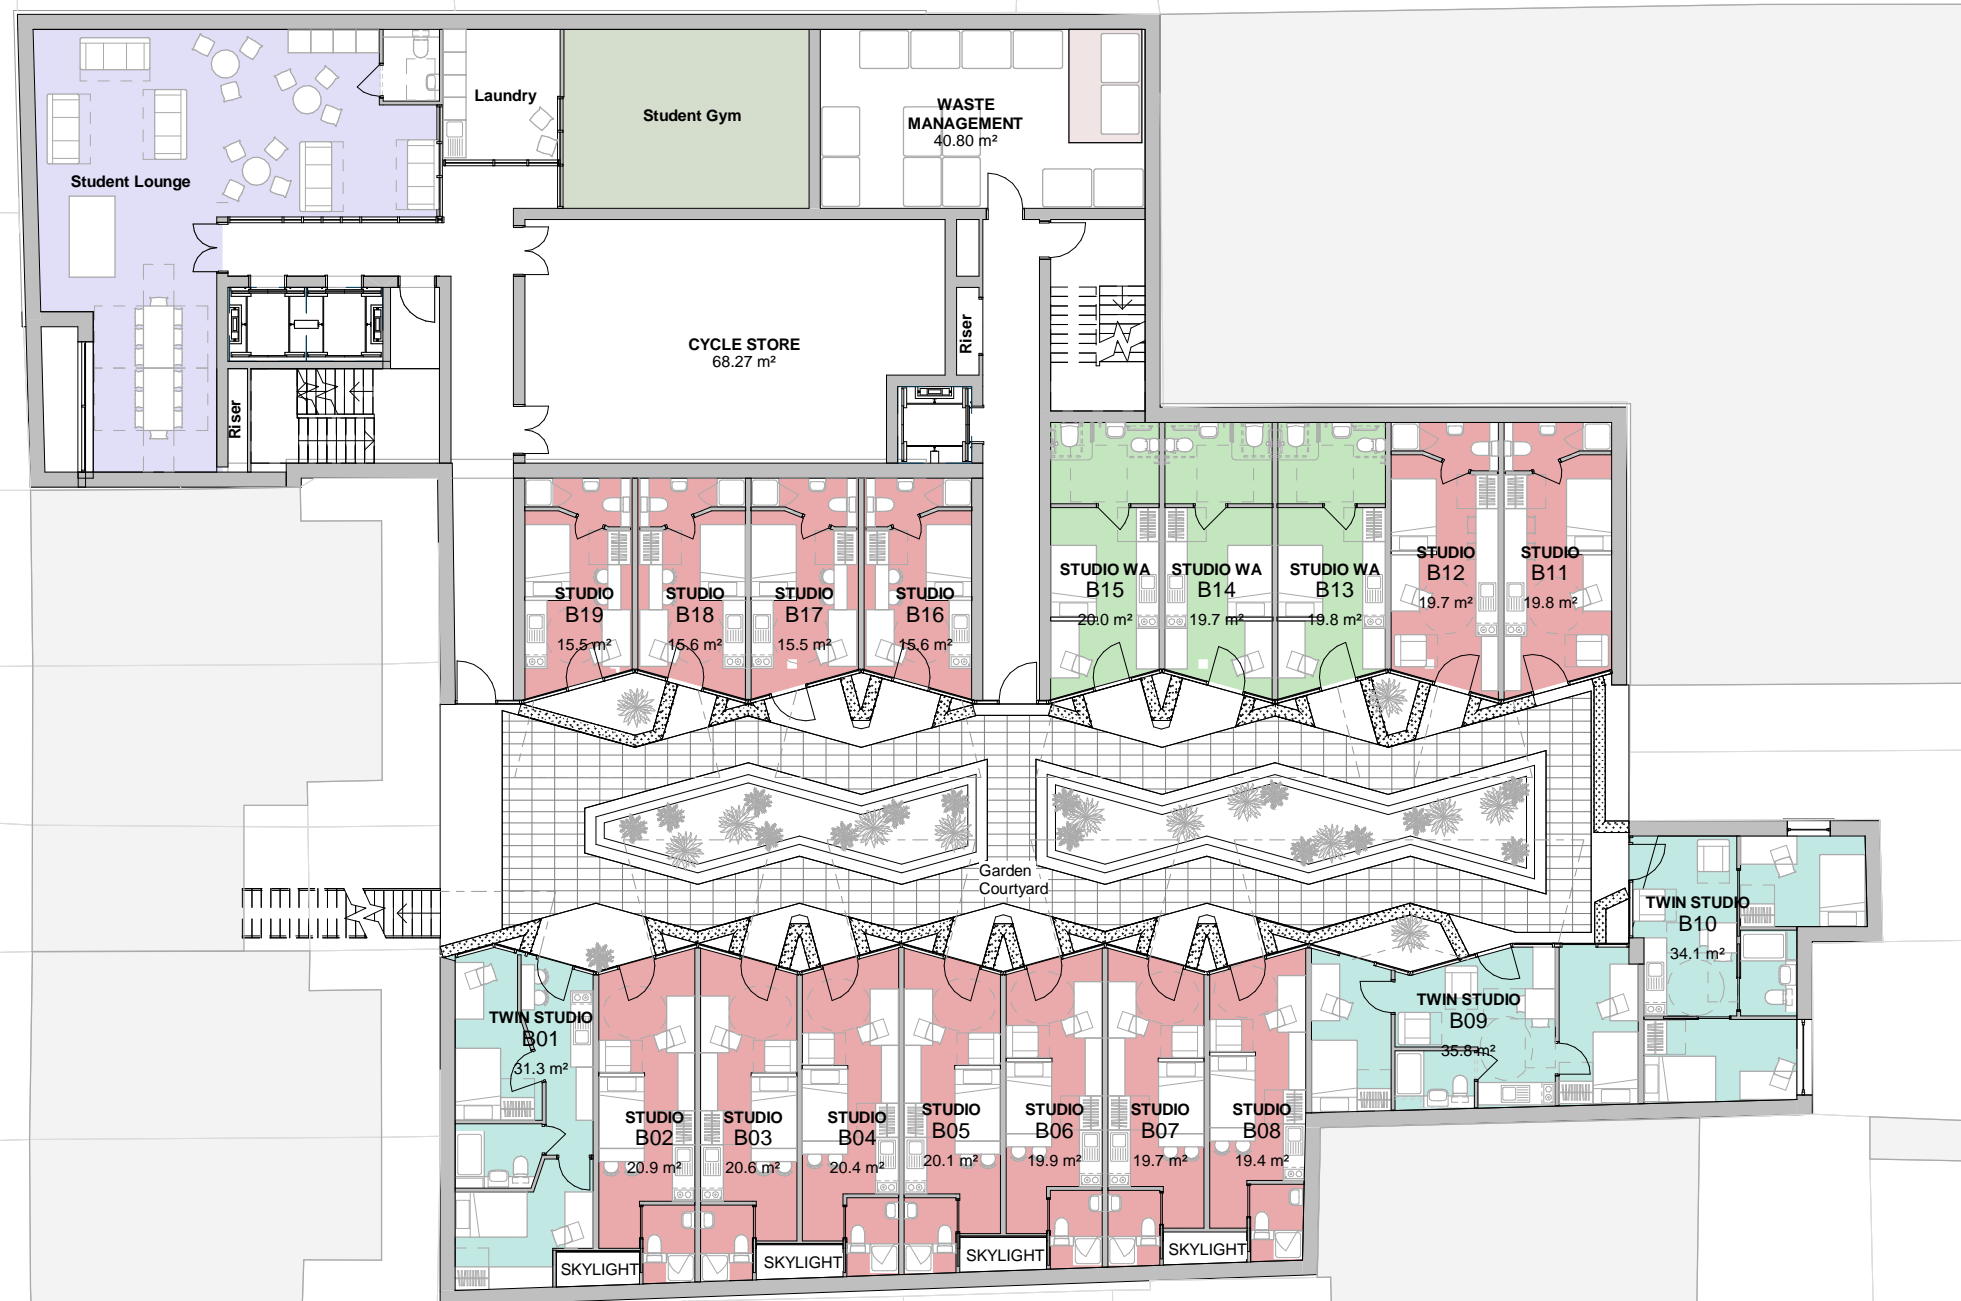 Laundry
Student Gym
WASTE
MANAGEMENT
40.80 m²
Student Lounge
CYCLE STORE
68.27 m²
Riser
Riser
STUDIO
B19
15.5 m²
STUDIO
B18
15.6 m²
STUDIO
B17
15.5 m²
STUDIO
B16
15.6 m²
STUDIO WA
B15
20.0 m²
STUDIO WA
B14
19.7 m²
STUDIO WA
B13
19.8 m²
STUDIO
B12
19.7 m²
STUDIO
B11
19.8 m²
Garden
Courtyard
TWIN STUDIO
B10
34.1 m²
TWIN STUDIO
B09
35.8 m²
TWIN STUDIO
B01
31.3 m²
STUDIO
B02
20.9 m²
STUDIO
B03
20.6 m²
STUDIO
B04
20.4 m²
STUDIO
B05
20.1 m²
STUDIO
B06
19.9 m²
STUDIO
B07
19.7 m²
STUDIO
B08
19.4 m²
SKYLIGHT
SKYLIGHT
SKYLIGHT
SKYLIGHT